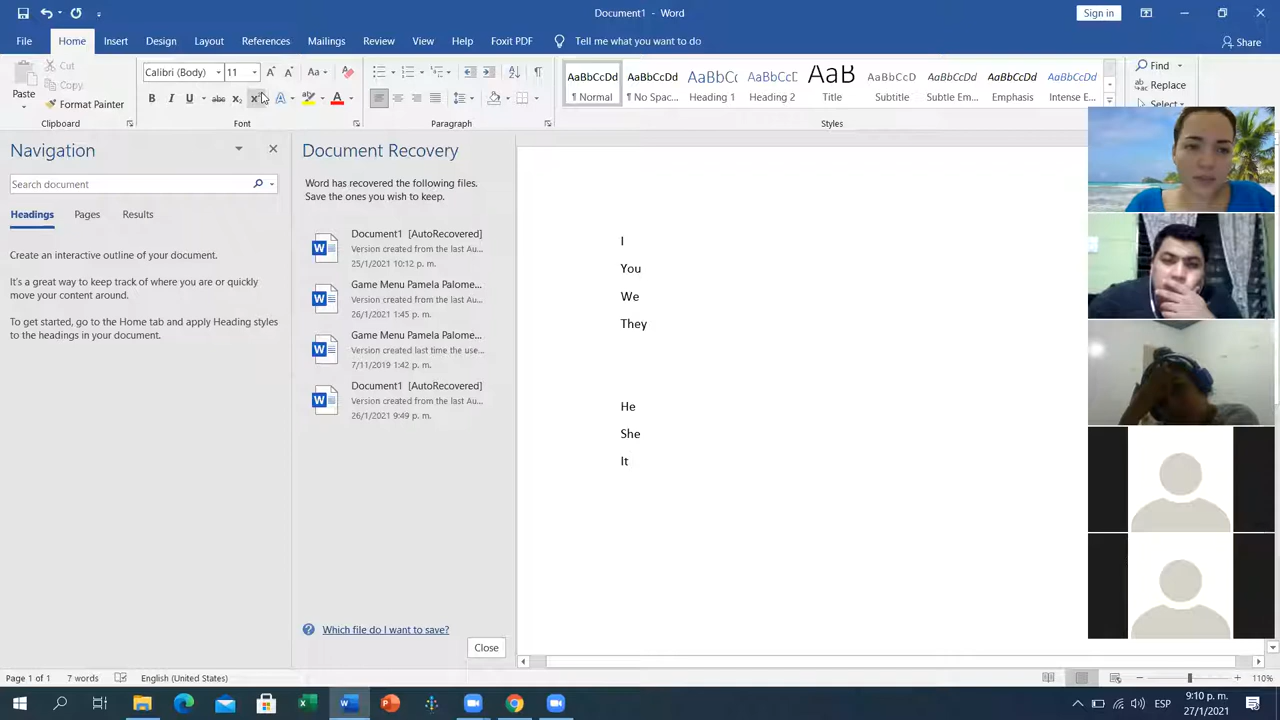 Document1 - Word
Sign in
File Home Insert Design Layout References Mailings Review View Help Foxit PDF Tell me what you want to do Share
Paste
Cut
Copy
Format Painter
Clipboard
Calibri (Body) 11
Font
Paragraph
AaBbCcDd AaBbCcDd AaBbCc AaBbCcD AaB AaBbCcD AaBbCcDd AaBbCcDd AaBbCcDd
¶ Normal ¶ No Spac... Heading 1 Heading 2 Title Subtitle Subtle Em... Emphasis Intense E...
Styles
Find
Replace
Select
Navigation
Search document
Headings Pages Results
Create an interactive outline of your document.
It's a great way to keep track of where you are or quickly
move your content around.
To get started, go to the Home tab and apply Heading styles
to the headings in your document.
Document Recovery
Word has recovered the following files.
Save the ones you wish to keep.
Document1 [AutoRecovered]
Version created from the last Au...
25/1/2021 10:12 p. m.
Game Menu Pamela Palome...
Version created from the last Au...
26/1/2021 1:45 p. m.
Game Menu Pamela Palome...
Version created last time the use...
7/11/2019 1:42 p. m.
Document1 [AutoRecovered]
Version created from the last Au...
26/1/2021 9:49 p. m.
Which file do I want to save?
Close
I
You
We
They
He
She
It
Page 1 of 1 7 words English (United States) 110%
ESP
9:10 p. m.
27/1/2021